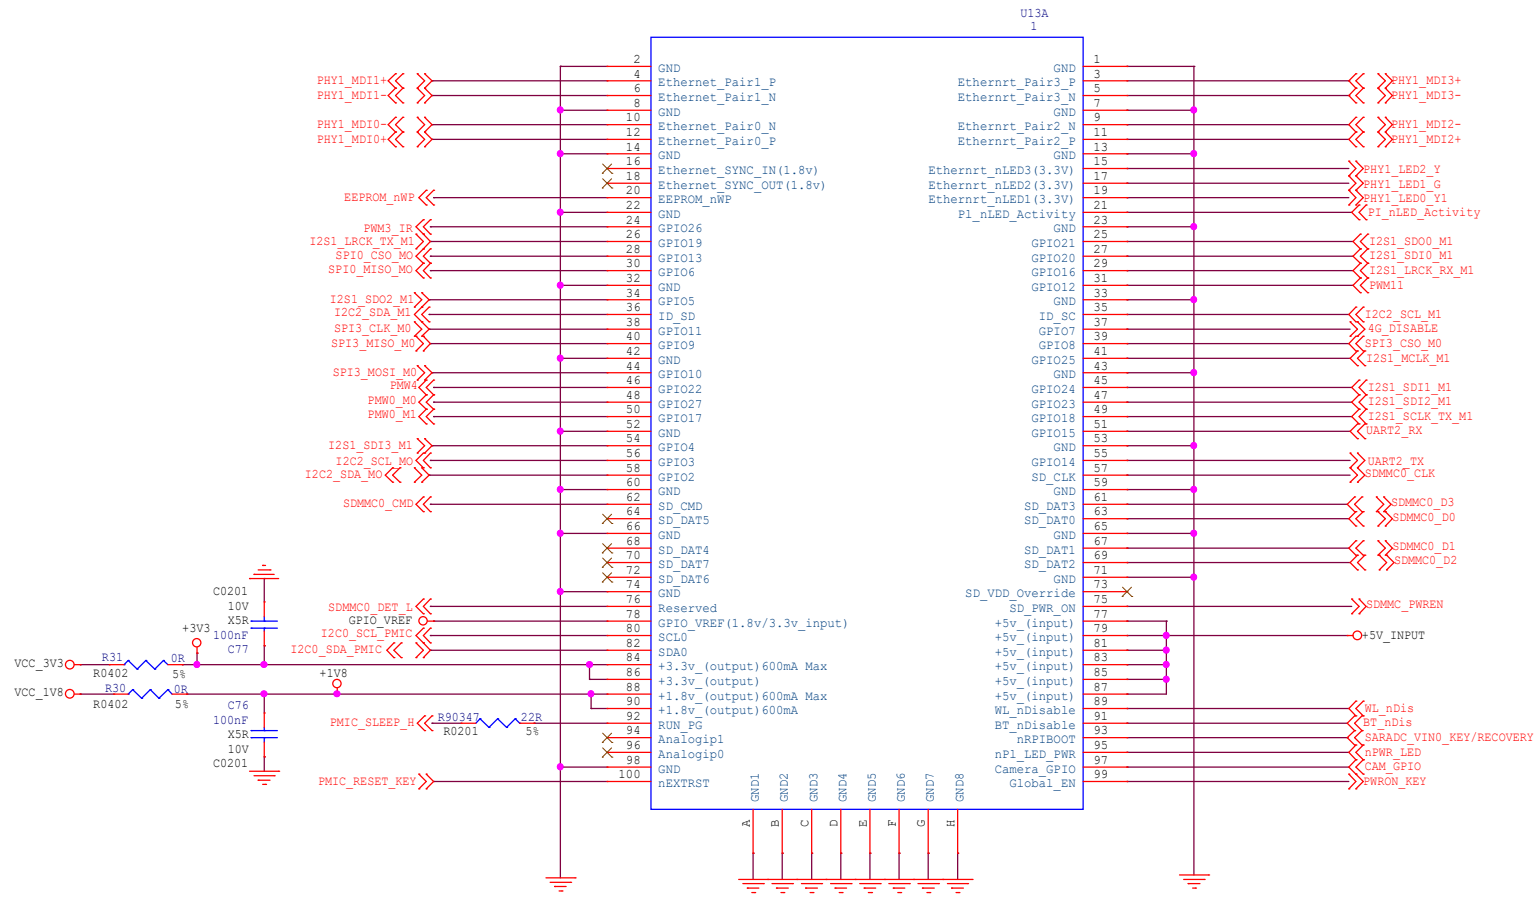 U13A
1
2 GND
4 Ethernet_Pair1_P PHY1_MDI1+
6 Ethernet_Pair1_N PHY1_MDI1-
8 GND
10 Ethernet_Pair0_N PHY1_MDI0-
12 Ethernet_Pair0_P PHY1_MDI0+
14 GND
16 Ethernet_SYNC_IN(1.8v)
18 Ethernet_SYNC_OUT(1.8v)
20 EEPROM_nWP EEPROM_nWP
22 GND
24 GPIO26 PWM3_IR
26 GPIO19 I2S1_LRCK_TX_M1
28 GPIO13 SPI0_CSO_MO
30 GPIO6 SPI0_MISO_MO
32 GND
34 GPIO5 I2S1_SDO2_M1
36 ID_SD I2C2_SDA_M1
38 GPIO11 SPI3_CLK_M0
40 GPIO9 SPI3_MISO_M0
42 GND
44 GPIO10 SPI3_MOSI_M0
46 GPIO22 PMW4
48 GPIO27 PMW0_M0
50 GPIO17 PMW0_M1
52 GND
54 GPIO4 I2S1_SDI3_M1
56 GPIO3 I2C2_SCL_MO
58 GPIO2 I2C2_SDA_MO
60 GND
62 SD_CMD SDMMC0_CMD
64 SD_DAT5
66 GND
68 SD_DAT4
70 SD_DAT7
72 SD_DAT6
74 GND
76 Reserved SDMMC0_DET_L
78 GPIO_VREF(1.8v/3.3v_input) GPIO_VREF
80 SCL0 I2C0_SCL_PMIC
82 SDA0 I2C0_SDA_PMIC
84 +3.3v_(output)600mA Max
86 +3.3v_(output)
88 +1.8v_(output)600mA Max
90 +1.8v_(output)600mA
92 RUN_PG PMIC_SLEEP_H
94 Analogip1
96 Analogip0
98 GND
100 nEXTRST PMIC_RESET_KEY
1 GND
3 Ethernrt_Pair3_P PHY1_MDI3+
5 Ethernrt_Pair3_N PHY1_MDI3-
7 GND
9 Ethernrt_Pair2_N PHY1_MDI2-
11 Ethernrt_Pair2_P PHY1_MDI2+
13 GND
15 Ethernrt_nLED3(3.3V) PHY1_LED2_Y
17 Ethernrt_nLED2(3.3V) PHY1_LED1_G
19 Ethernrt_nLED1(3.3V) PHY1_LED0_Y1
21 P1_nLED_Activity PI_nLED_Activity
23 GND
25 GPIO21 I2S1_SDO0_M1
27 GPIO20 I2S1_SDI0_M1
29 GPIO16 I2S1_LRCK_RX_M1
31 GPIO12 PWM11
33 GND
35 ID_SC I2C2_SCL_M1
37 GPIO7 4G_DISABLE
39 GPIO8 SPI3_CSO_M0
41 GPIO25 I2S1_MCLK_M1
43 GND
45 GPIO24 I2S1_SDI1_M1
47 GPIO23 I2S1_SDI2_M1
49 GPIO18 I2S1_SCLK_TX_M1
51 GPIO15 UART2_RX
53 GND
55 GPIO14 UART2_TX
57 SD_CLK SDMMC0_CLK
59 GND
61 SD_DAT3 SDMMC0_D3
63 SD_DAT0 SDMMC0_D0
65 GND
67 SD_DAT1 SDMMC0_D1
69 SD_DAT2 SDMMC0_D2
71 GND
73 SD_VDD_Override
75 SD_PWR_ON SDMMC_PWREN
77 +5v_(input)
79 +5v_(input) +5V_INPUT
81 +5v_(input)
83 +5v_(input)
85 +5v_(input)
87 +5v_(input)
89 WL_nDisable WL_nDis
91 BT_nDisable BT_nDis
93 nRPIBOOT SARADC_VIN0_KEY/RECOVERY
95 nP1_LED_PWR nPWR_LED
97 Camera_GPIO CAM_GPIO
99 Global_EN PWRON_KEY
C0201
10V
X5R
100nF
C77
+3V3
VCC_3V3
R31 0R
R0402 5%
+1V8
VCC_1V8
R30 0R
R0402 5%
C76
100nF
X5R
10V
C0201
R90347 22R
R0201 5%
GND1 GND2 GND3 GND4 GND5 GND6 GND7 GND8
A B C D E F G H